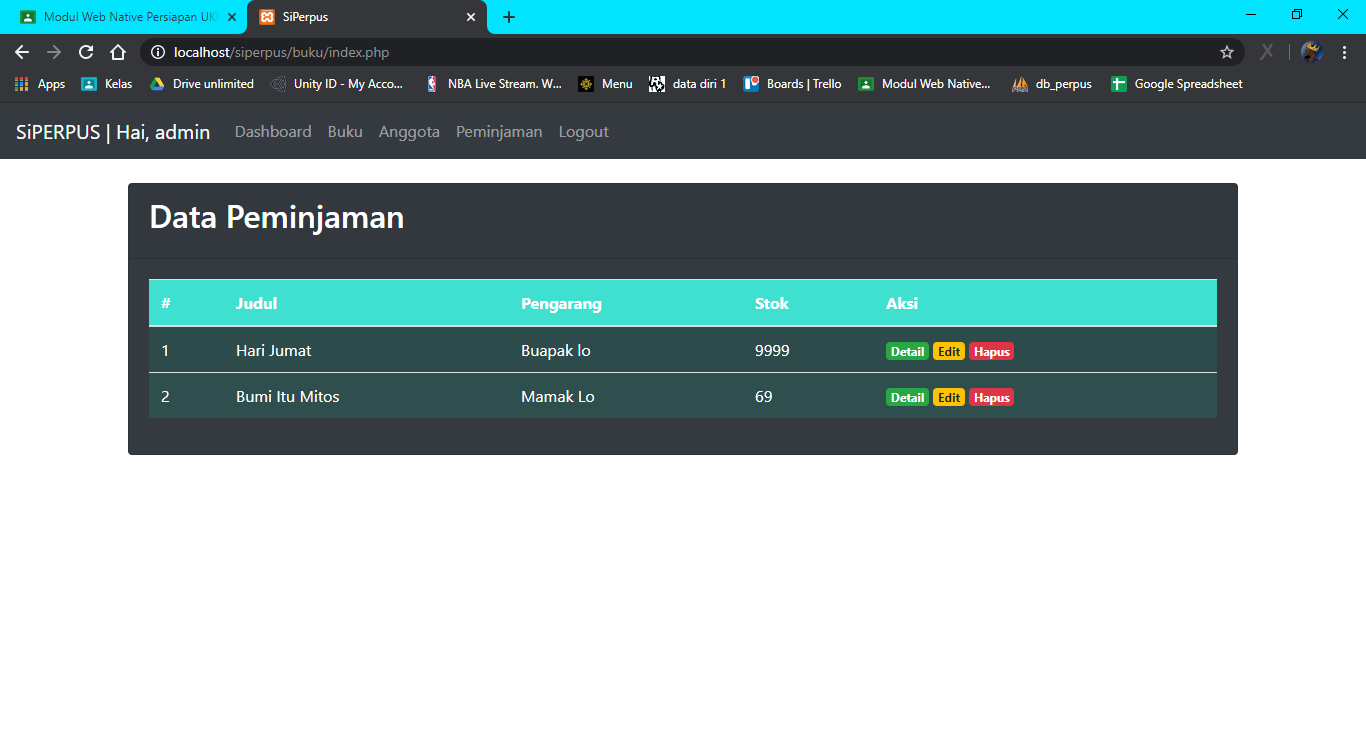 Modul Web Native Persiapan UK
SiPerpus
localhost/siperpus/buku/index.php
Apps Kelas Drive unlimited Unity ID - My Acco... NBA Live Stream. W... Menu data diri 1 Boards | Trello Modul Web Native... db_perpus Google Spreadsheet
SiPERPUS | Hai, admin Dashboard Buku Anggota Peminjaman Logout
Data Peminjaman
# Judul Pengarang Stok Aksi
1 Hari Jumat Buapak lo 9999 Detail Edit Hapus
2 Bumi Itu Mitos Mamak Lo 69 Detail Edit Hapus